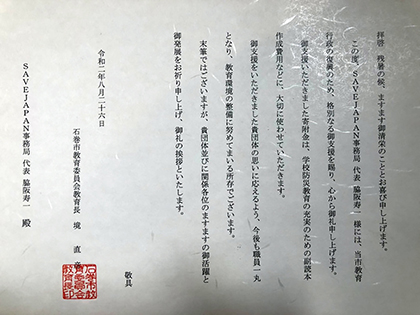 拝啓　残暑の候、ますます御清栄のこととお喜び申し上げます。
この度、SAVEJAPAN事務局 代表 脇阪寿一 様には、当市教育
行政の復興のため、格別なる御支援を賜り、心から御礼申し上げます。
御支援いただきました寄附金は、学校防災教育の充実のための副読本
作成費用などに、大切に使わせていただきます。
御支援をいただきました貴団体の思いに応えるよう、今後も職員一丸
となり、教育環境の整備に努めてまいる所存でございます。
末筆ではございますが、貴団体並びに関係各位のますますの御活躍と
御発展をお祈り申し上げ、御礼の挨拶といたします。
敬具
令和二年八月二十六日
石巻市教育委員会教育長　境　直彦
SAVEJAPAN事務局 代表 脇阪寿一 殿